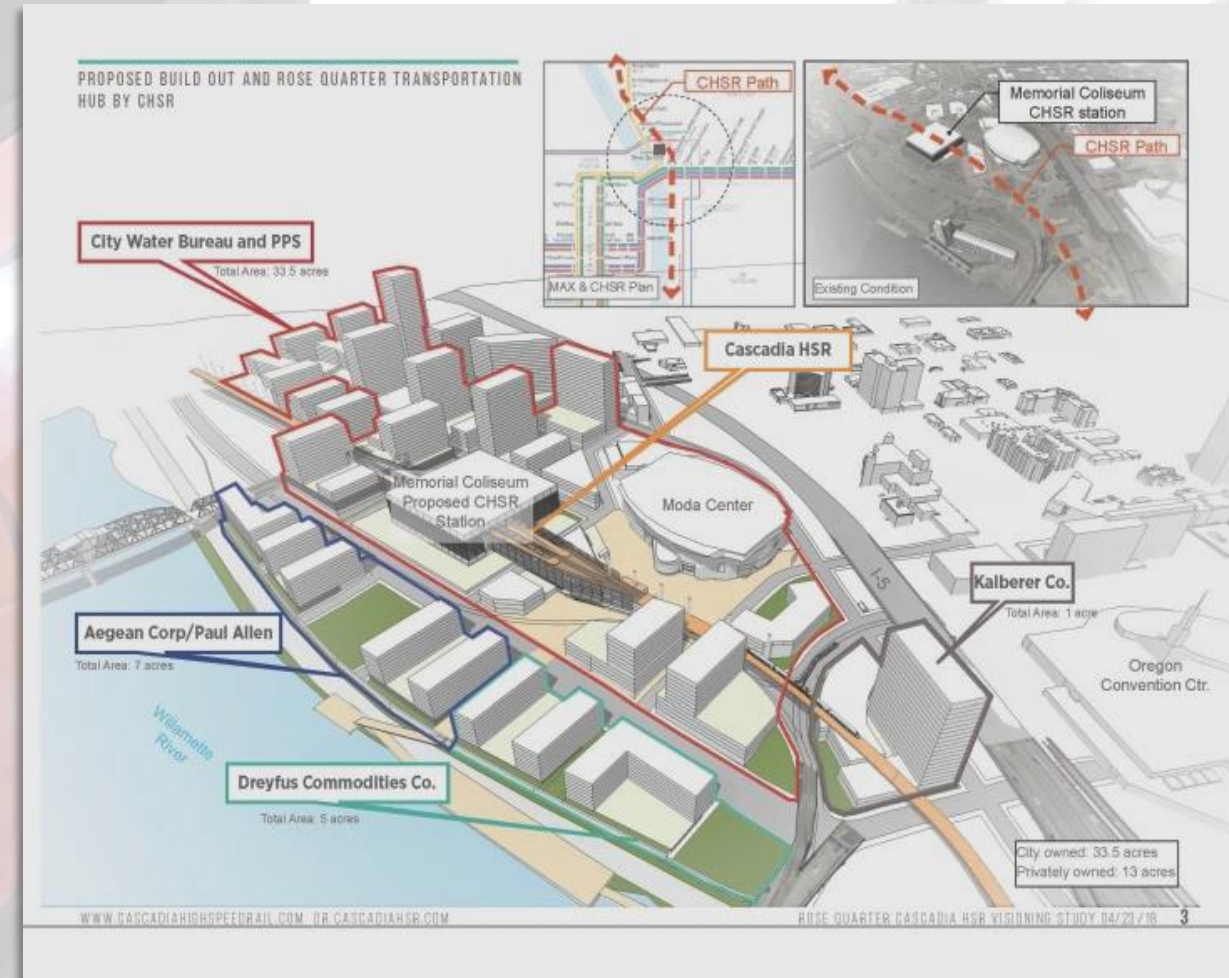 PROPOSED BUILD OUT AND ROSE QUARTER TRANSPORTATION
HUB BY CHSR
CHSR Path
MAX & CHSR Plan
Memorial Coliseum
CHSR station
CHSR Path
Existing Condition
City Water Bureau and PPS
Total Area: 33.5 acres
Cascadia HSR
Memorial Coliseum
Proposed CHSR
Station
Moda Center
I-5
Kalberer Co.
Total Area: 1 acre
Oregon
Convention Ctr.
Aegean Corp/Paul Allen
Total Area: 7 acres
Willamette
River
Dreyfus Commodities Co.
Total Area: 5 acres
City owned: 33.5 acres
Privately owned: 13 acres
WWW.CASCADIAHIGHSPEEDRAIL.COM OR CASCADIAHSR.COM
ROSE QUARTER CASCADIA HSR VISIONING STUDY 04/23/18 3